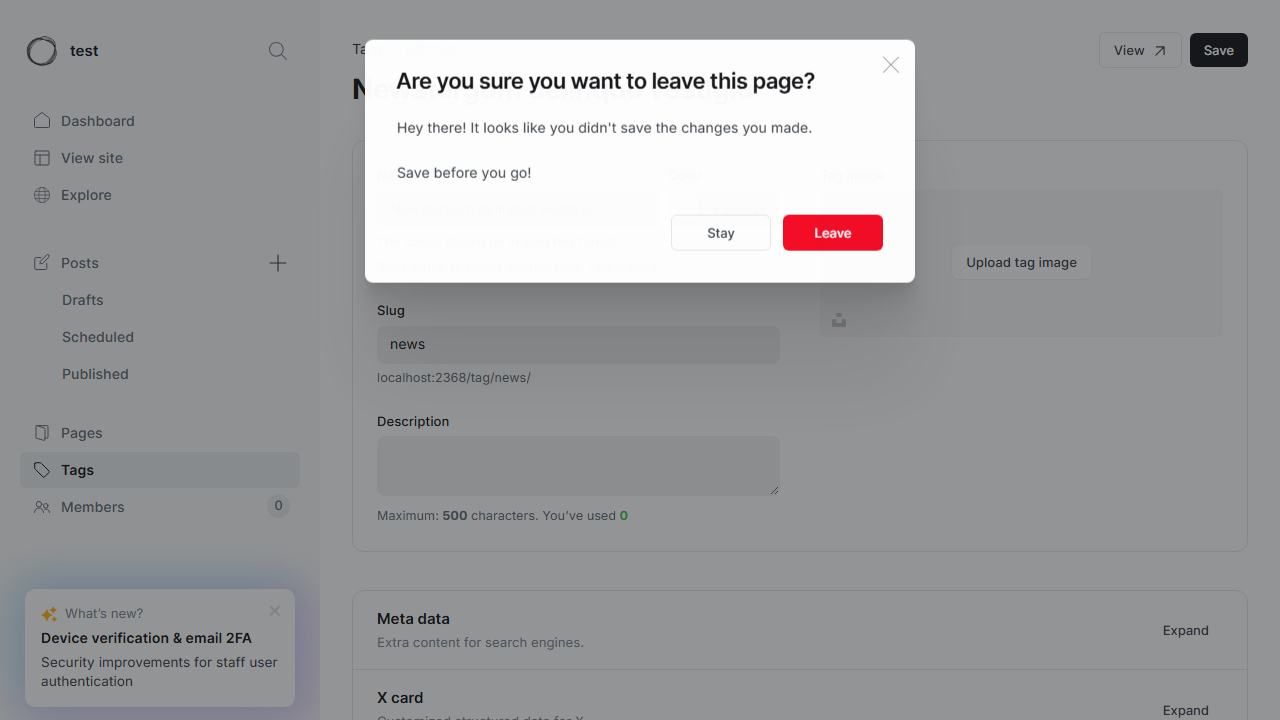 test
Dashboard
View site
Explore
Posts
Drafts
Scheduled
Published
Pages
Tags
Members
0
What's new?
Device verification & email 2FA
Security improvements for staff user
authentication
View
Save
Are you sure you want to leave this page?
Hey there! It looks like you didn't save the changes you made.
Save before you go!
Stay
Leave
Upload tag image
Slug
news
localhost:2368/tag/news/
Description
Maximum: 500 characters. You've used 0
Meta data
Extra content for search engines.
Expand
X card
Customized structured data for X
Expand